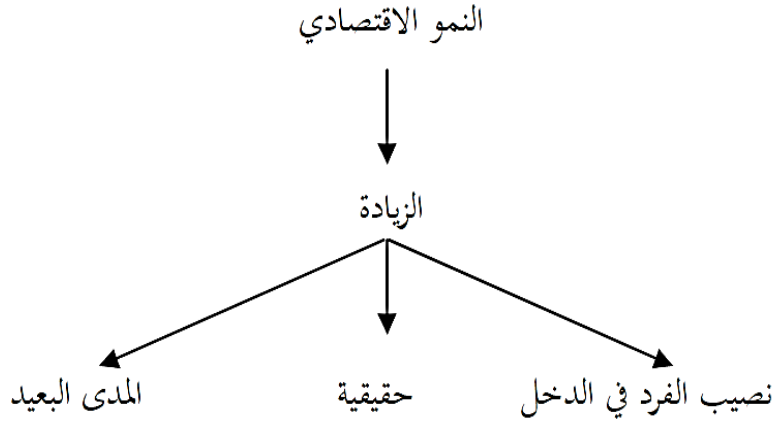 النمو الاقتصادي
الزيادة
نصيب الفرد في الدخل
حقيقية
المدى البعيد